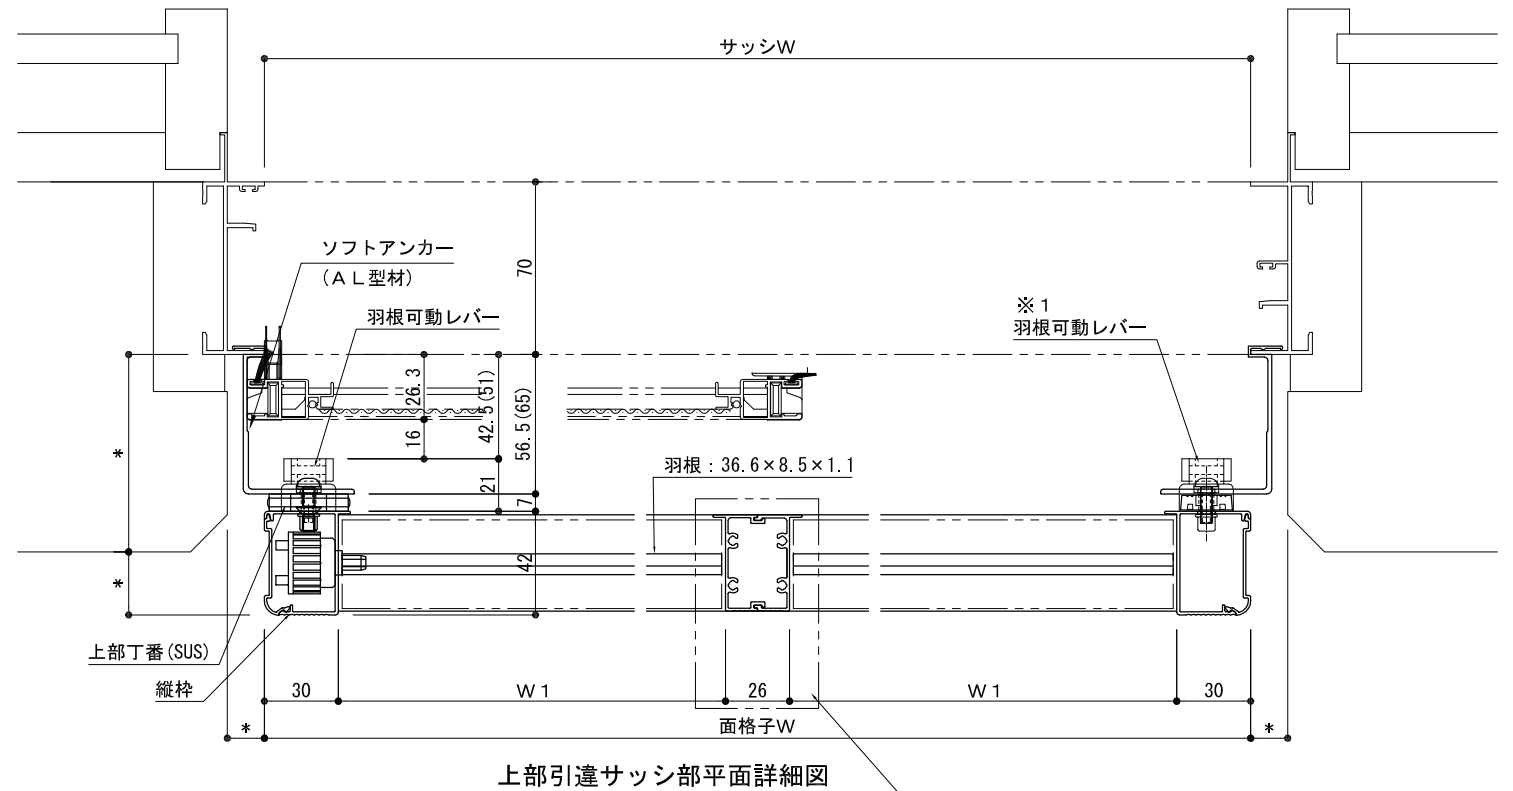 サッシW
ソフトアンカー
(AL型材)
羽根可動レバー
※1
羽根可動レバー
70
26.3
16
42.5(51)
21
56.5(65)
7
42
*
*
羽根：36.6×8.5×1.1
上部丁番(SUS)
縦枠
30
W1
26
W1
30
*
面格子W
*
上部引違サッシ部平面詳細図